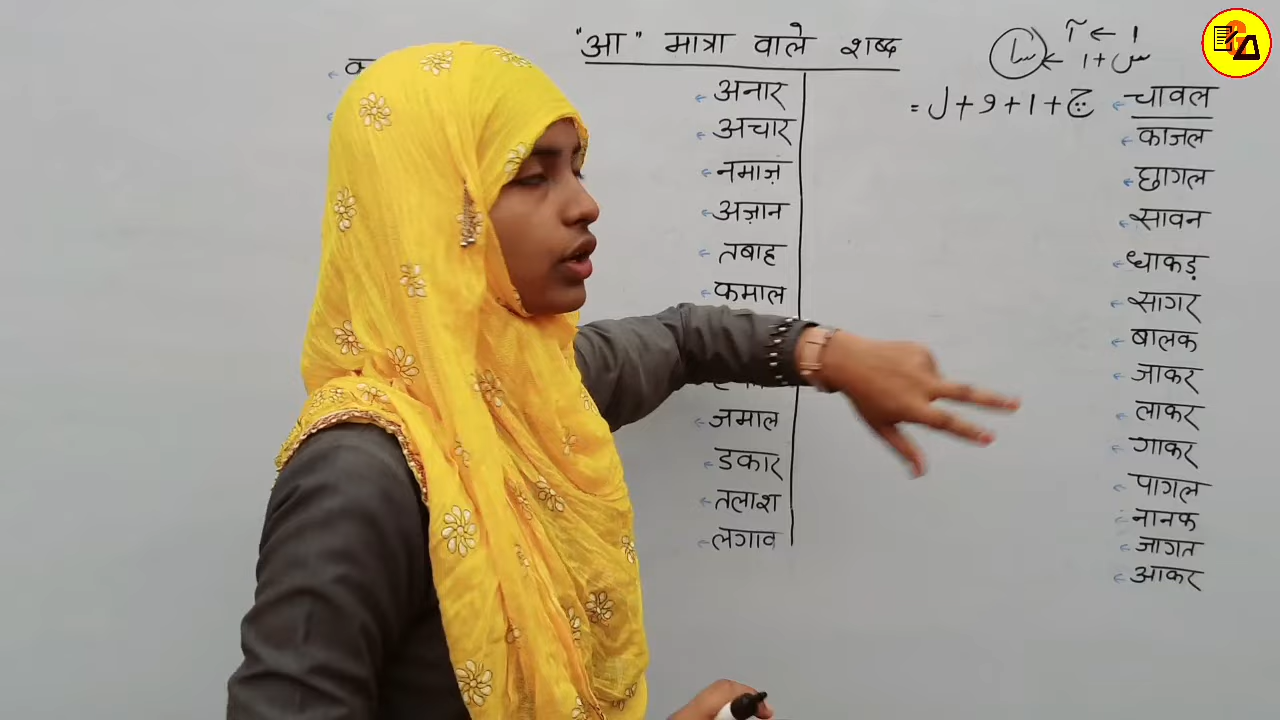 "आ" मात्रा वाले शब्द
ا → آ
س + ا → سا
चावल ← چ + ا + و + ل =
काजल
छागल
सावन
धाकड़
सागर
बालक
जाकर
लाकर
गाकर
पागल
नानक
जागत
आकर
अनार
अचार
नमाज़
अज़ान
तबाह
कमाल
जमाल
डकार
तलाश
लगाव